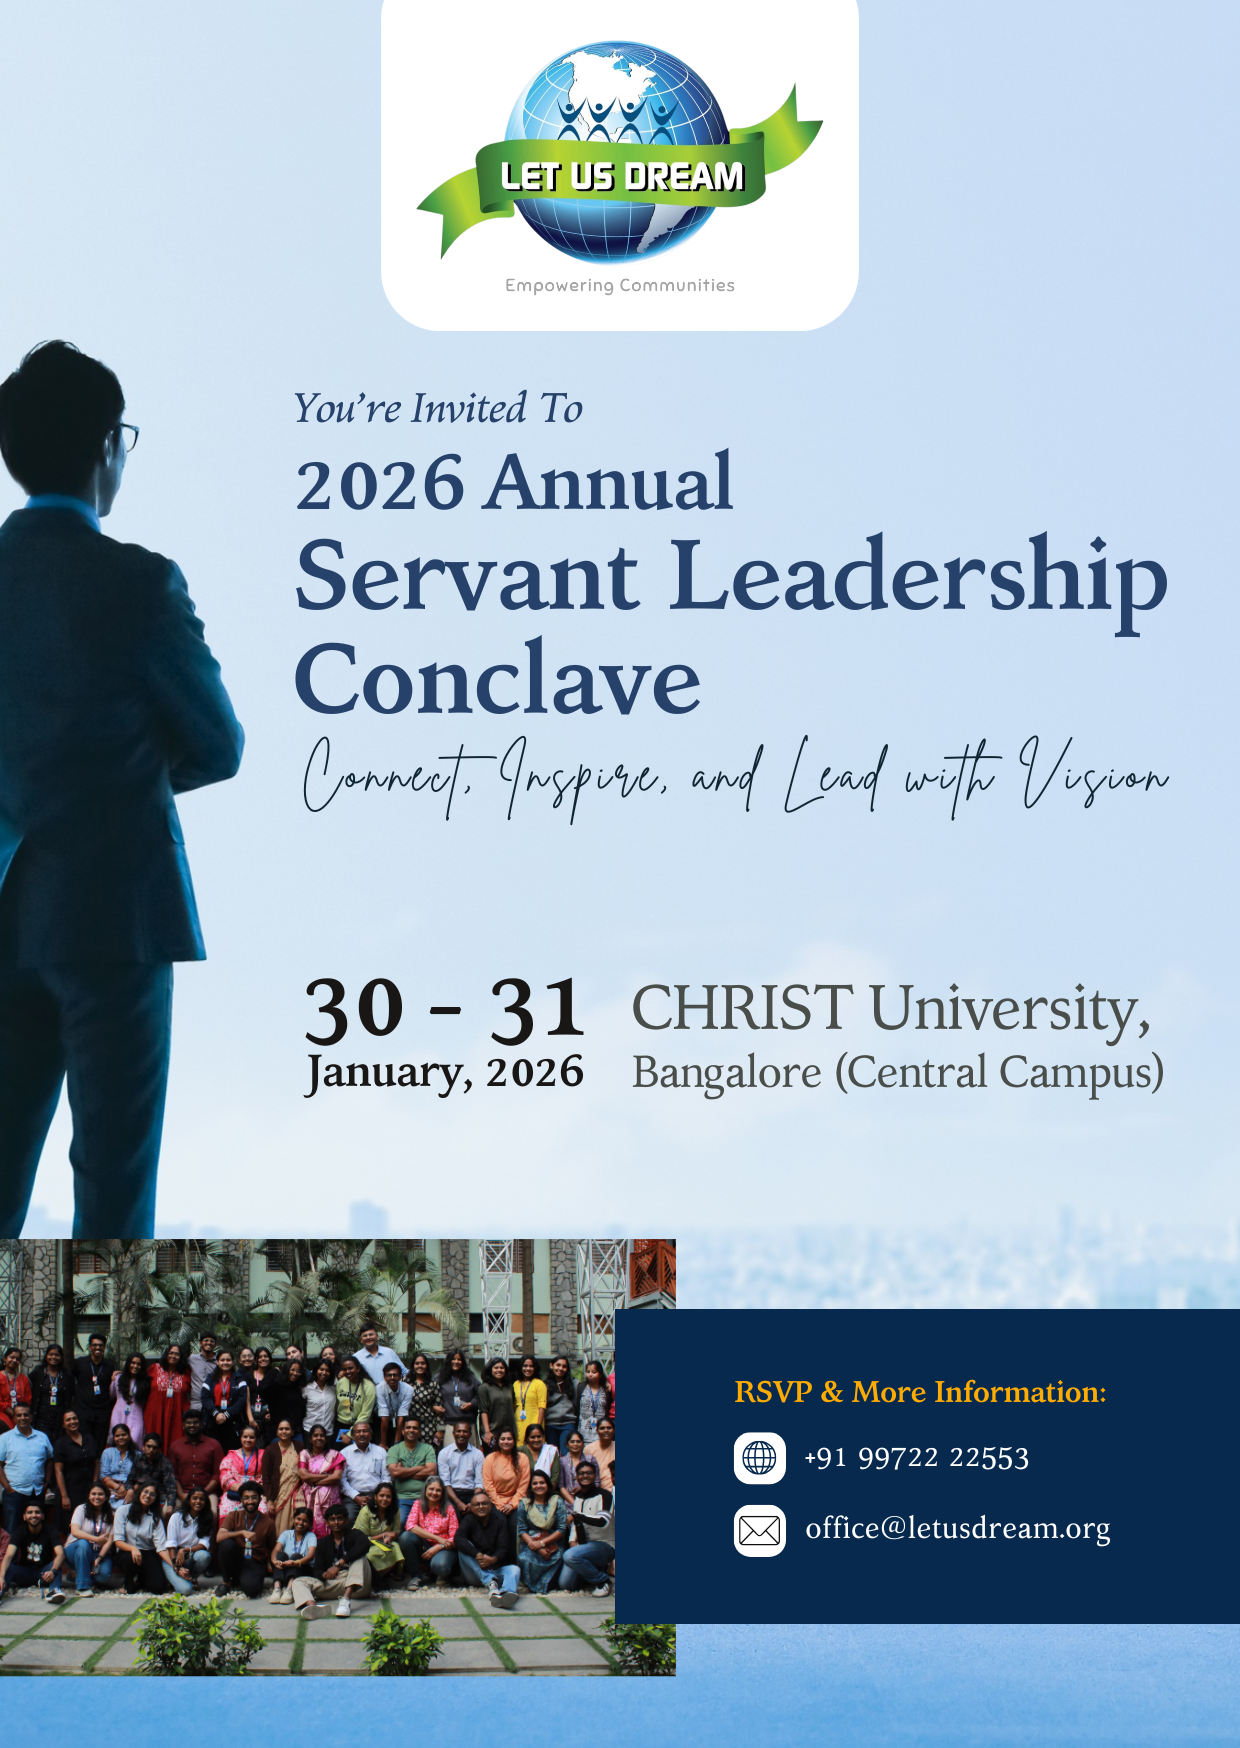 LET US DREAM
Empowering Communities
You're Invited To
2026 Annual
Servant Leadership
Conclave
Connect, Inspire, and Lead with Vision
30 - 31
January, 2026
CHRIST University,
Bangalore (Central Campus)
RSVP & More Information:
+91 99722 22553
office@letusdream.org